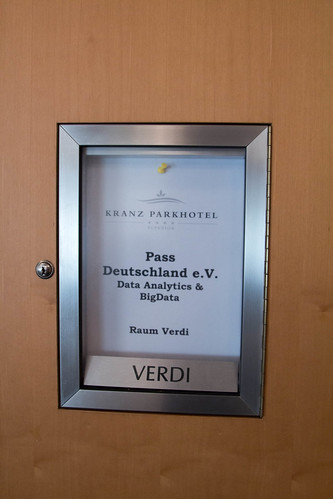 KRANZ PARKHOTEL
Pass
Deutschland e.V.
Data Analytics &
BigData
Raum Verdi
VERDI